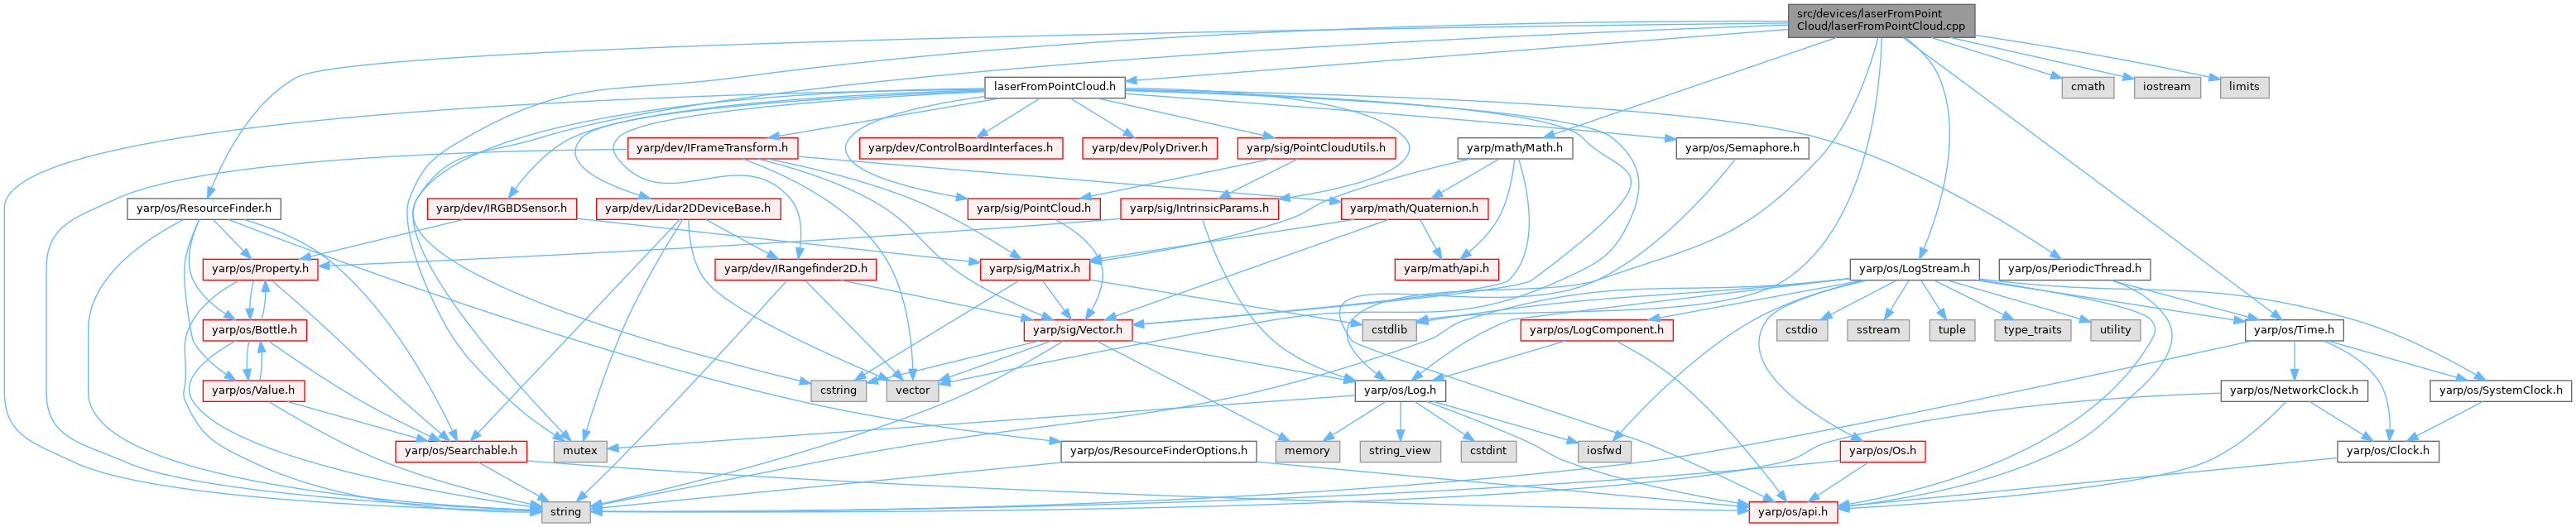 src/devices/laserFromPoint
Cloud/laserFromPointCloud.cpp
laserFromPointCloud.h
cmath
iostream
limits
yarp/dev/IFrameTransform.h
yarp/dev/ControlBoardInterfaces.h
yarp/dev/PolyDriver.h
yarp/sig/PointCloudUtils.h
yarp/math/Math.h
yarp/os/Semaphore.h
yarp/os/ResourceFinder.h
yarp/dev/IRGBDSensor.h
yarp/dev/Lidar2DDeviceBase.h
yarp/sig/PointCloud.h
yarp/sig/IntrinsicParams.h
yarp/math/Quaternion.h
yarp/os/Property.h
yarp/dev/IRangefinder2D.h
yarp/sig/Matrix.h
yarp/math/api.h
yarp/os/LogStream.h
yarp/os/PeriodicThread.h
yarp/os/Bottle.h
yarp/sig/Vector.h
cstdlib
yarp/os/LogComponent.h
cstdio
sstream
tuple
type_traits
utility
yarp/os/Time.h
yarp/os/Value.h
cstring
vector
yarp/os/Log.h
yarp/os/NetworkClock.h
yarp/os/SystemClock.h
yarp/os/Searchable.h
mutex
memory
yarp/os/ResourceFinderOptions.h
string_view
cstdint
iosfwd
yarp/os/Os.h
yarp/os/Clock.h
string
yarp/os/api.h